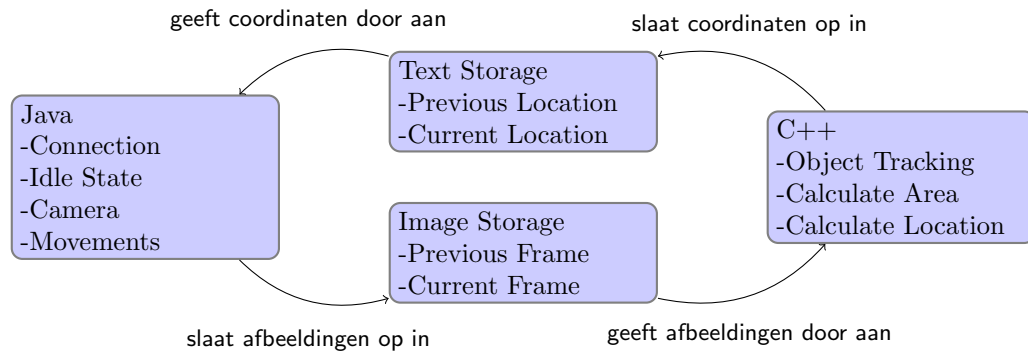 geeft coordinaten door aan
slaat coordinaten op in
Text Storage
-Previous Location
-Current Location
Java
-Connection
-Idle State
-Camera
-Movements
C++
-Object Tracking
-Calculate Area
-Calculate Location
Image Storage
-Previous Frame
-Current Frame
slaat afbeeldingen op in
geeft afbeeldingen door aan